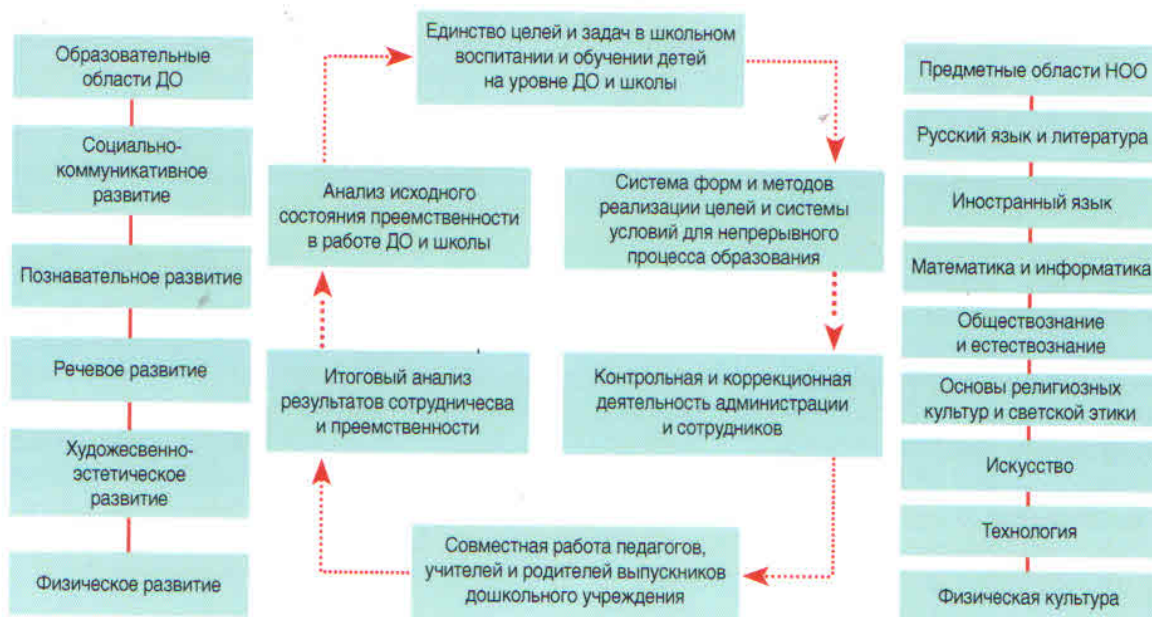 Образовательные
области ДО
Социально-
коммуникативное
развитие
Познавательное развитие
Речевое развитие
Художесвенно-
эстетическое
развитие
Физическое развитие
Единство целей и задач в школьном
воспитании и обучении детей
на уровне ДО и школы
Анализ исходного
состояния преемственности
в работе ДО и школы
Система форм и методов
реализации целей и системы
условий для непрерывного
процесса образования
Итоговый анализ
результатов сотрудничесва
и преемственности
Контрольная и коррекционная
деятельность администрации
и сотрудников
Совместная работа педагогов,
учителей и родителей выпускников
дошкольного учреждения
Предметные области НОО
Русский язык и литература
Иностранный язык
Математика и информатика
Обществознание
и естествознание
Основы религиозных
культур и светской этики
Искусство
Технология
Физическая культура